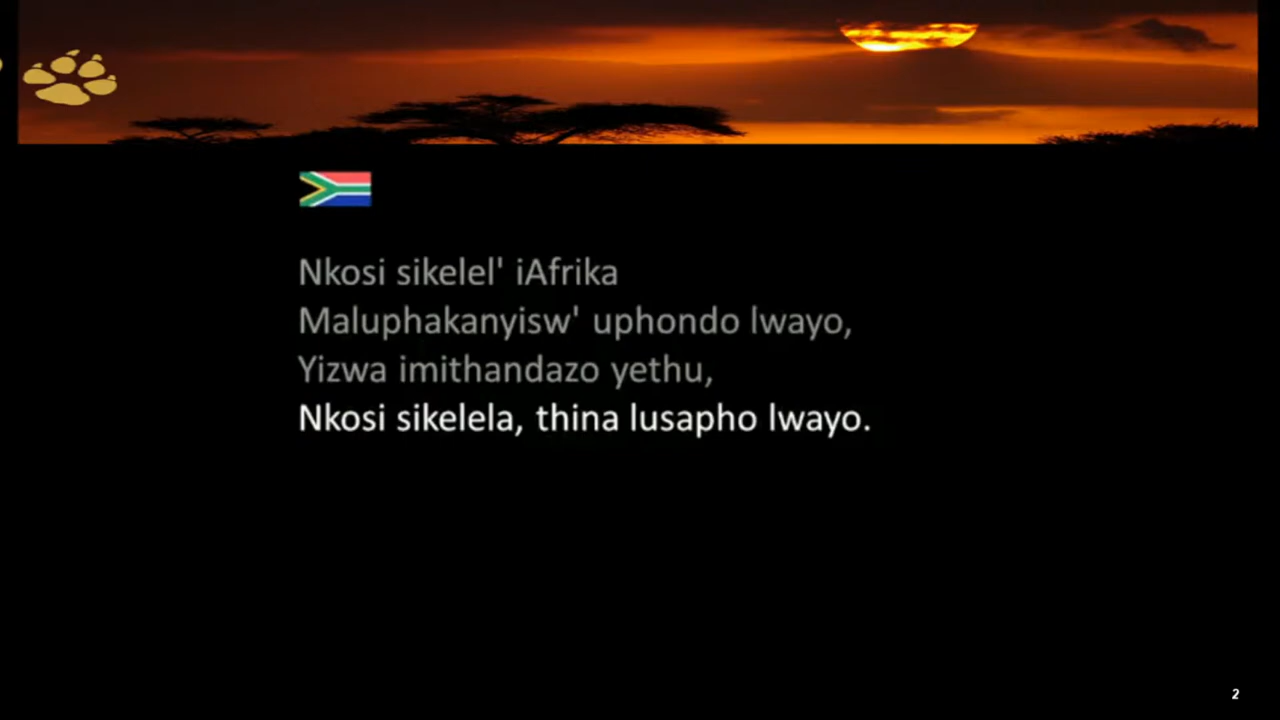 Nkosi sikelel' iAfrika
Maluphakanyisw' uphondo lwayo,
Yizwa imithandazo yethu,
Nkosi sikelela, thina lusapho lwayo.
2